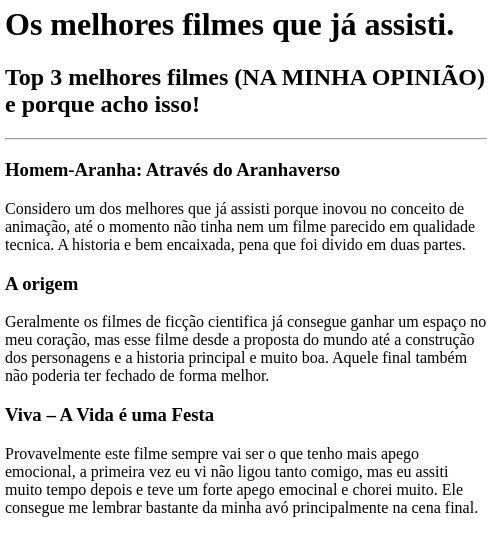 Os melhores filmes que já assisti.
Top 3 melhores filmes (NA MINHA OPINIÃO)
e porque acho isso!
Homem-Aranha: Através do Aranhaverso
Considero um dos melhores que já assisti porque inovou no conceito de
animação, até o momento não tinha nem um filme parecido em qualidade
tecnica. A historia e bem encaixada, pena que foi divido em duas partes.
A origem
Geralmente os filmes de ficção cientifica já consegue ganhar um espaço no
meu coração, mas esse filme desde a proposta do mundo até a construção
dos personagens e a historia principal e muito boa. Aquele final também
não poderia ter fechado de forma melhor.
Viva – A Vida é uma Festa
Provavelmente este filme sempre vai ser o que tenho mais apego
emocional, a primeira vez eu vi não ligou tanto comigo, mas eu assiti
muito tempo depois e teve um forte apego emocinal e chorei muito. Ele
consegue me lembrar bastante da minha avó principalmente na cena final.